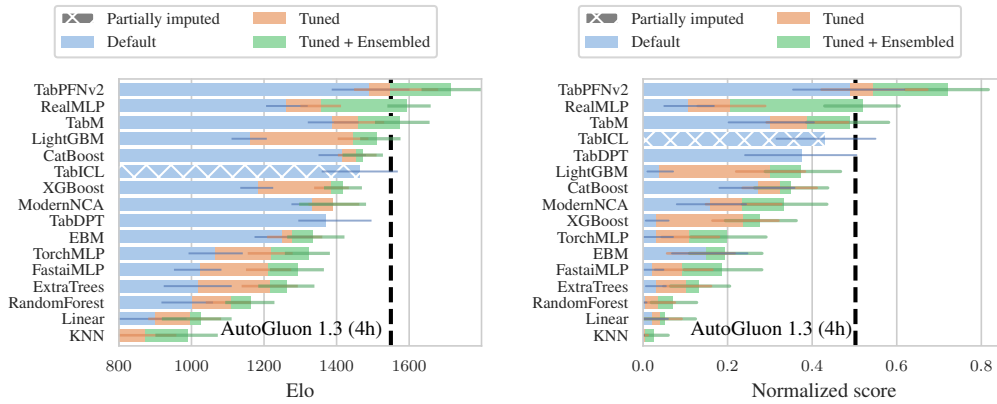 Partially imputed
Default
Tuned
Tuned + Ensembled
TabPFNv2
RealMLP
TabM
LightGBM
CatBoost
TabICL
XGBoost
ModernNCA
TabDPT
EBM
TorchMLP
FastaiMLP
ExtraTrees
RandomForest
Linear
KNN
AutoGluon 1.3 (4h)
800 1000 1200 1400 1600
Elo
Partially imputed
Default
Tuned
Tuned + Ensembled
TabPFNv2
RealMLP
TabM
TabICL
TabDPT
LightGBM
CatBoost
ModernNCA
XGBoost
TorchMLP
EBM
FastaiMLP
ExtraTrees
RandomForest
Linear
KNN
AutoGluon 1.3 (4h)
0.0 0.2 0.4 0.6 0.8
Normalized score